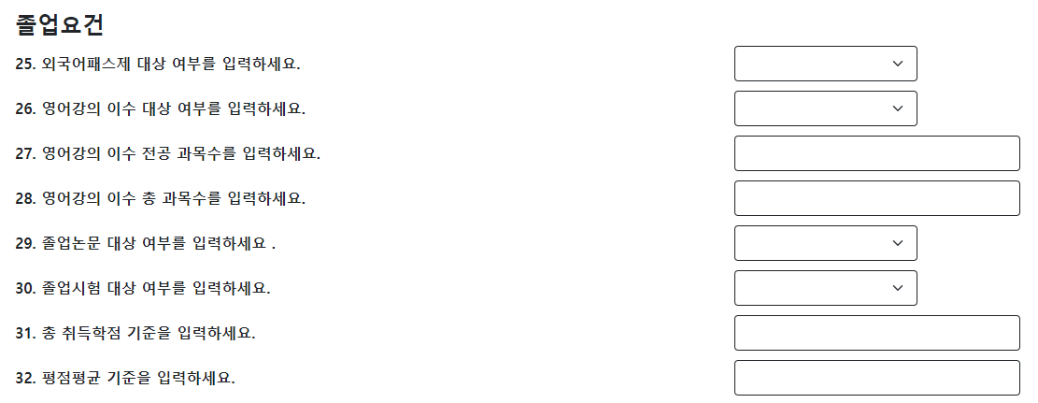 졸업요건
25. 외국어패스제 대상 여부를 입력하세요.
26. 영어강의 이수 대상 여부를 입력하세요.
27. 영어강의 이수 전공 과목수를 입력하세요.
28. 영어강의 이수 총 과목수를 입력하세요.
29. 졸업논문 대상 여부를 입력하세요 .
30. 졸업시험 대상 여부를 입력하세요.
31. 총 취득학점 기준을 입력하세요.
32. 평점평균 기준을 입력하세요.